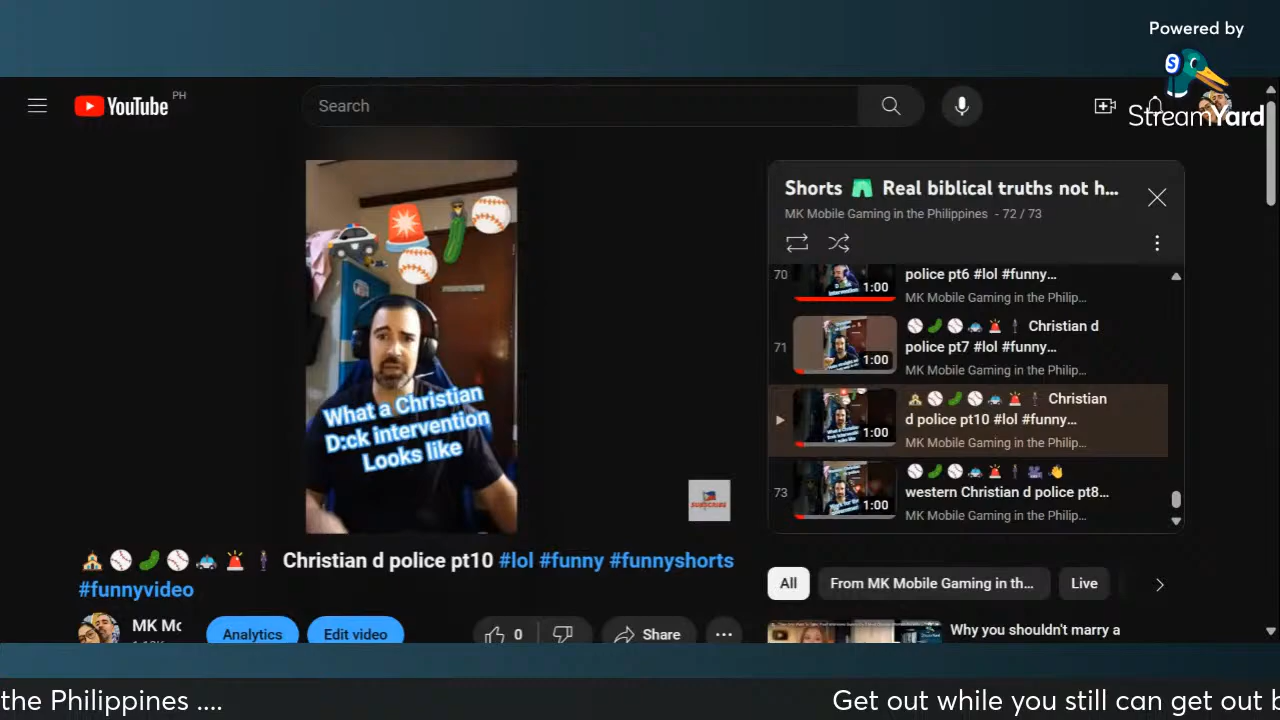 Powered by
StreamYard
YouTube PH
Search
What a Christian
D:ck intervention
Looks like
SUBSCRIBE
Christian d police pt10 #lol #funny #funnyshorts
#funnyvideo
MK Mc
Analytics
Edit video
0
Share
Shorts 🩳 Real biblical truths not h...
MK Mobile Gaming in the Philippines - 72 / 73
70
1:00
police pt6 #lol #funny...
MK Mobile Gaming in the Philip...
71
1:00
Christian d
police pt7 #lol #funny...
MK Mobile Gaming in the Philip...
1:00
Christian
d police pt10 #lol #funny...
MK Mobile Gaming in the Philip...
73
1:00
western Christian d police pt8...
MK Mobile Gaming in the Philip...
All
From MK Mobile Gaming in th...
Live
Why you shouldn't marry a
the Philippines ....
Get out while you still can get out